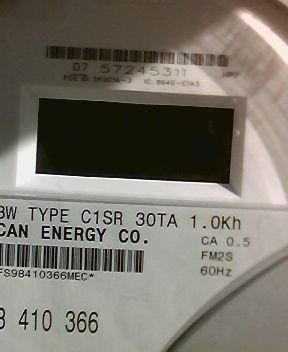 07 57245311
3W TYPE C1SR 30TA 1.0Kh
CAN ENERGY CO.
CA 0.5
FM2S
60Hz
FS98410366MEC*
8 410 366